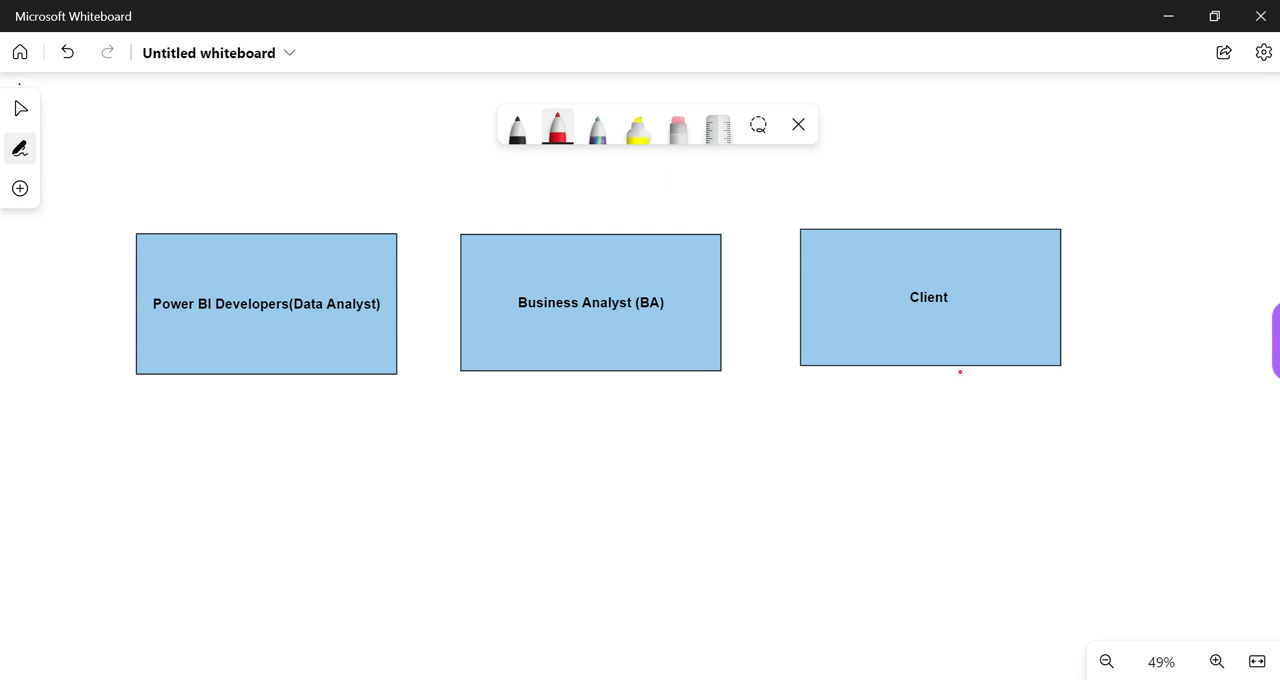 Microsoft Whiteboard
Untitled whiteboard
Power BI Developers(Data Analyst)
Business Analyst (BA)
Client
49%